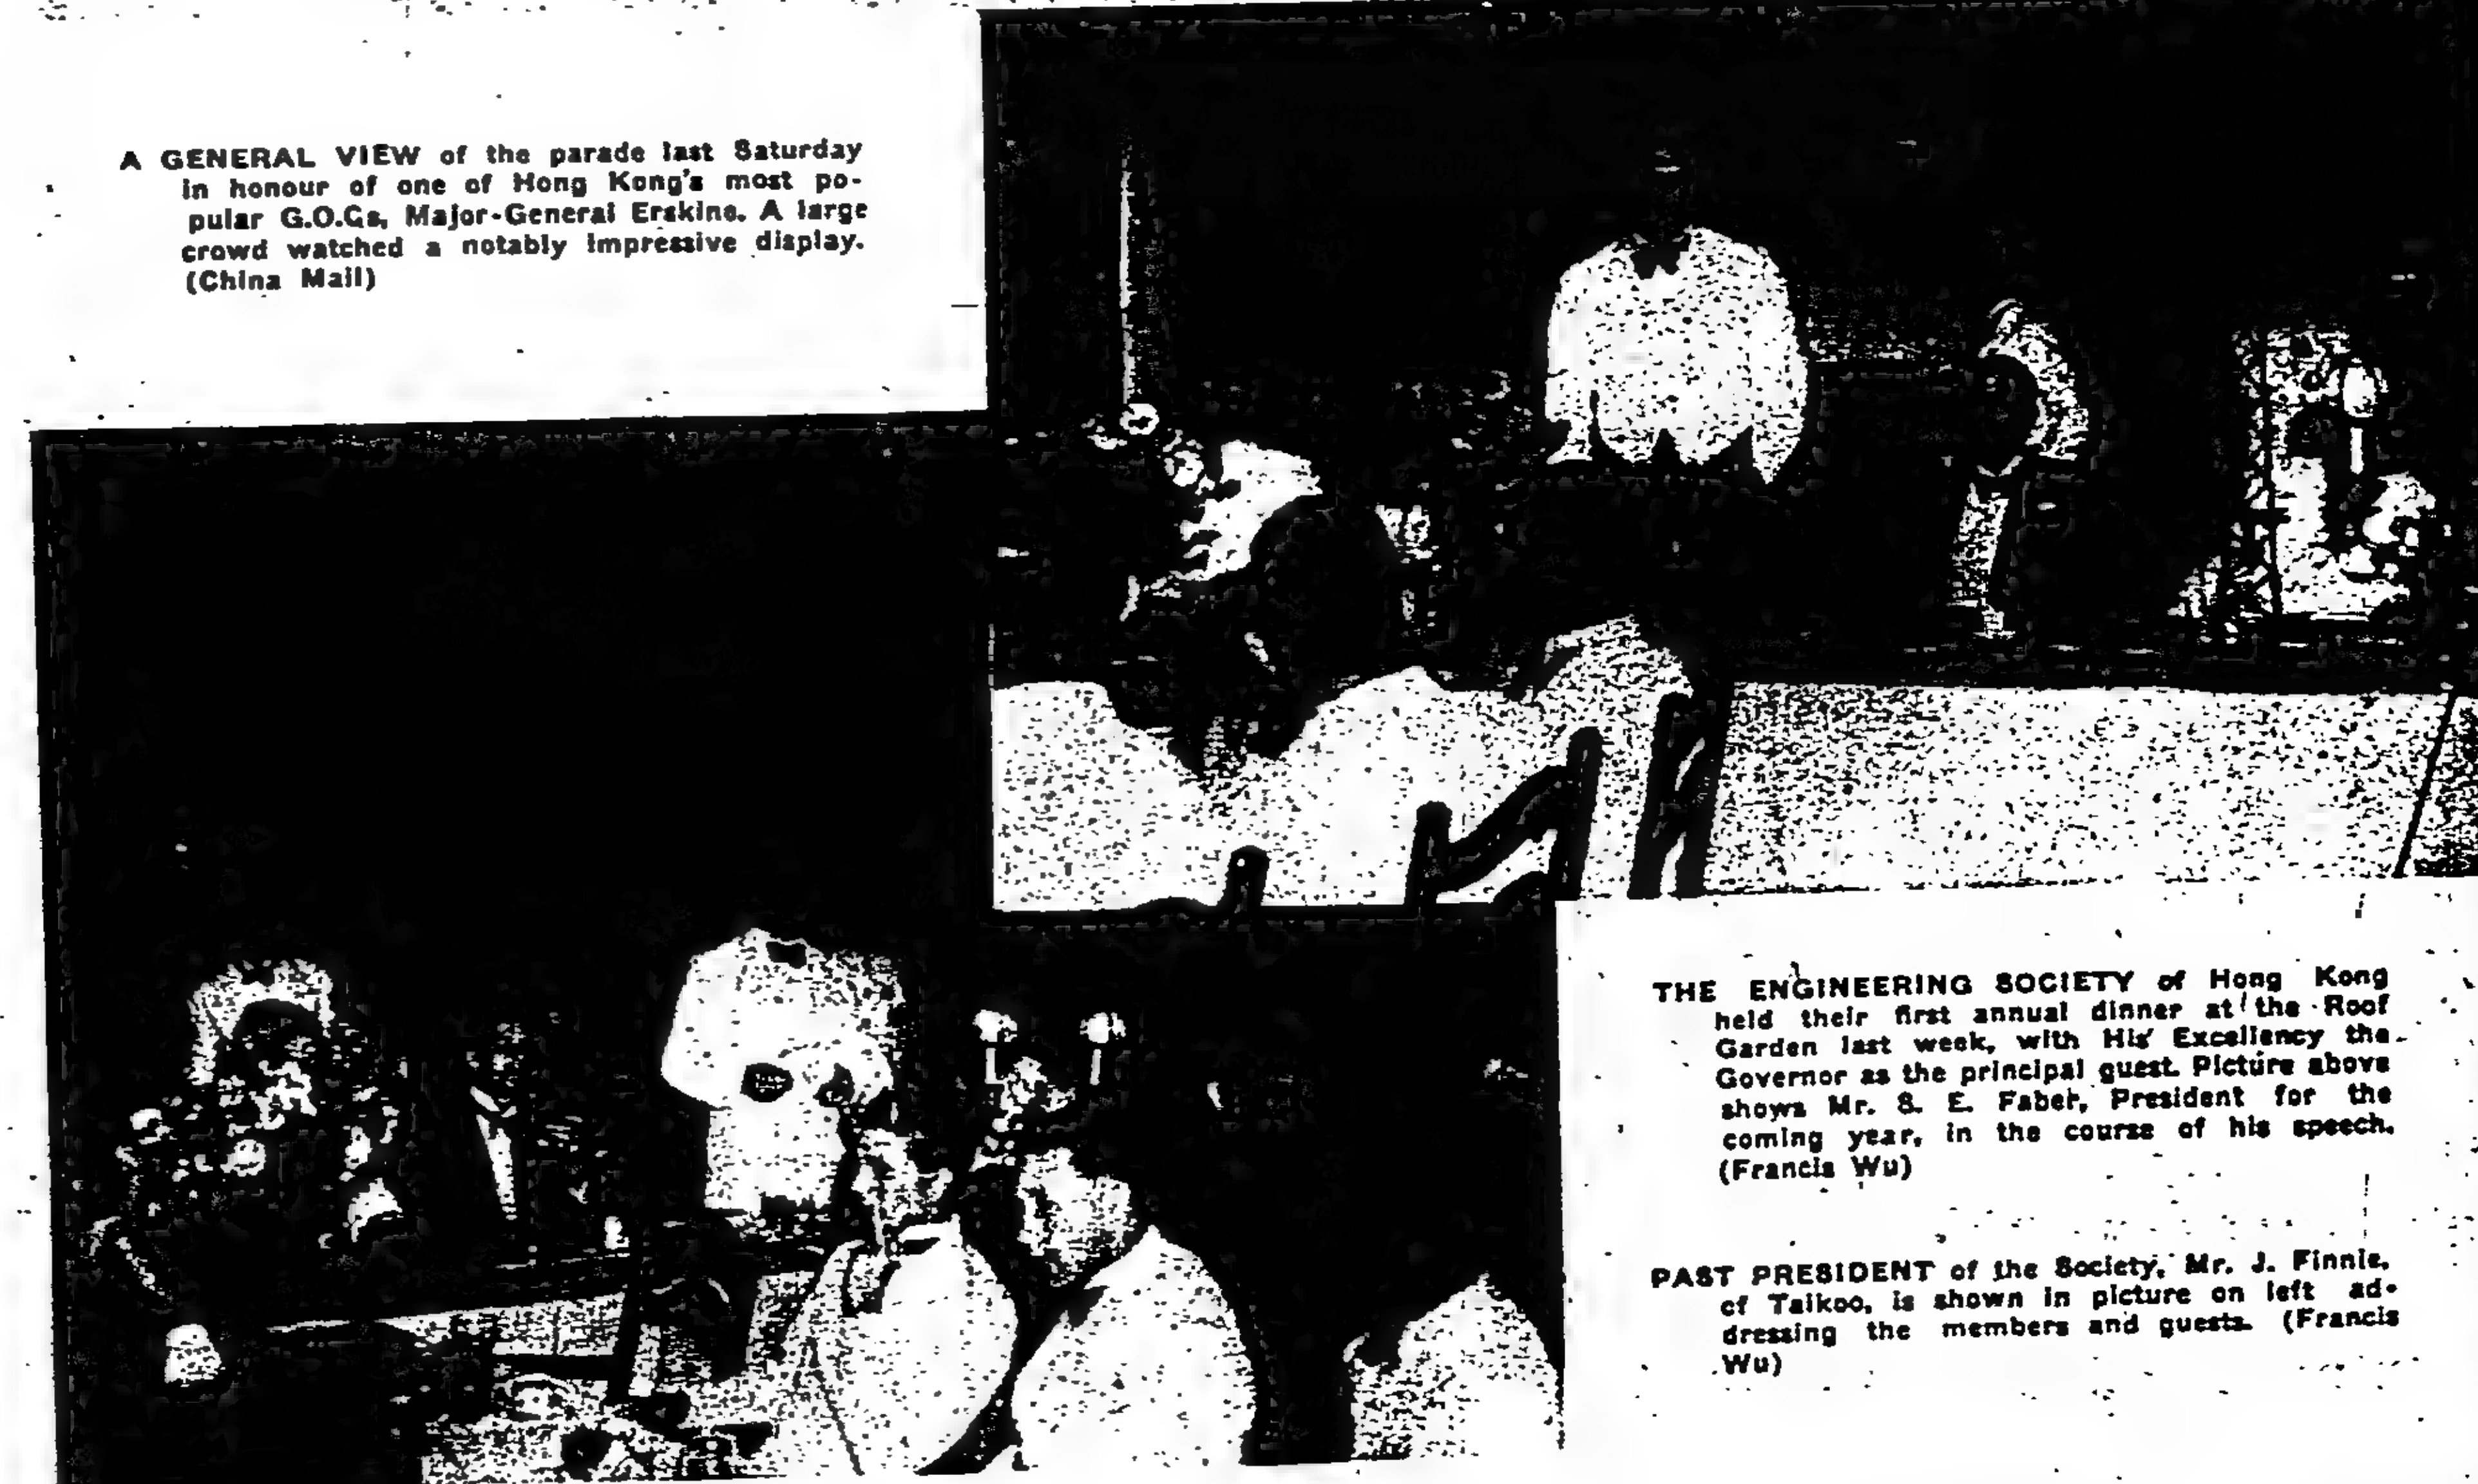 A GENERAL VIEW of the parade last Saturday
in honour of one of Hong Kong's most po-
pular G.O.Cs, Major-General Erskine. A large
crowd watched a notably impressive display.
(China Mail)
THE ENGINEERING SOCIETY of Hong Kong
held their first annual dinner at the Roof
Garden last week, with His Excellency the
Governor as the principal guest. Picture above
shows Mr. S. E. Faber, President for the
coming year, in the course of his speech.
(Francis Wu)
PAST PRESIDENT of the Society, Mr. J. Finnie,
of Taikoo, is shown in picture on left ad-
dressing the members and guests. (Francis
Wu)